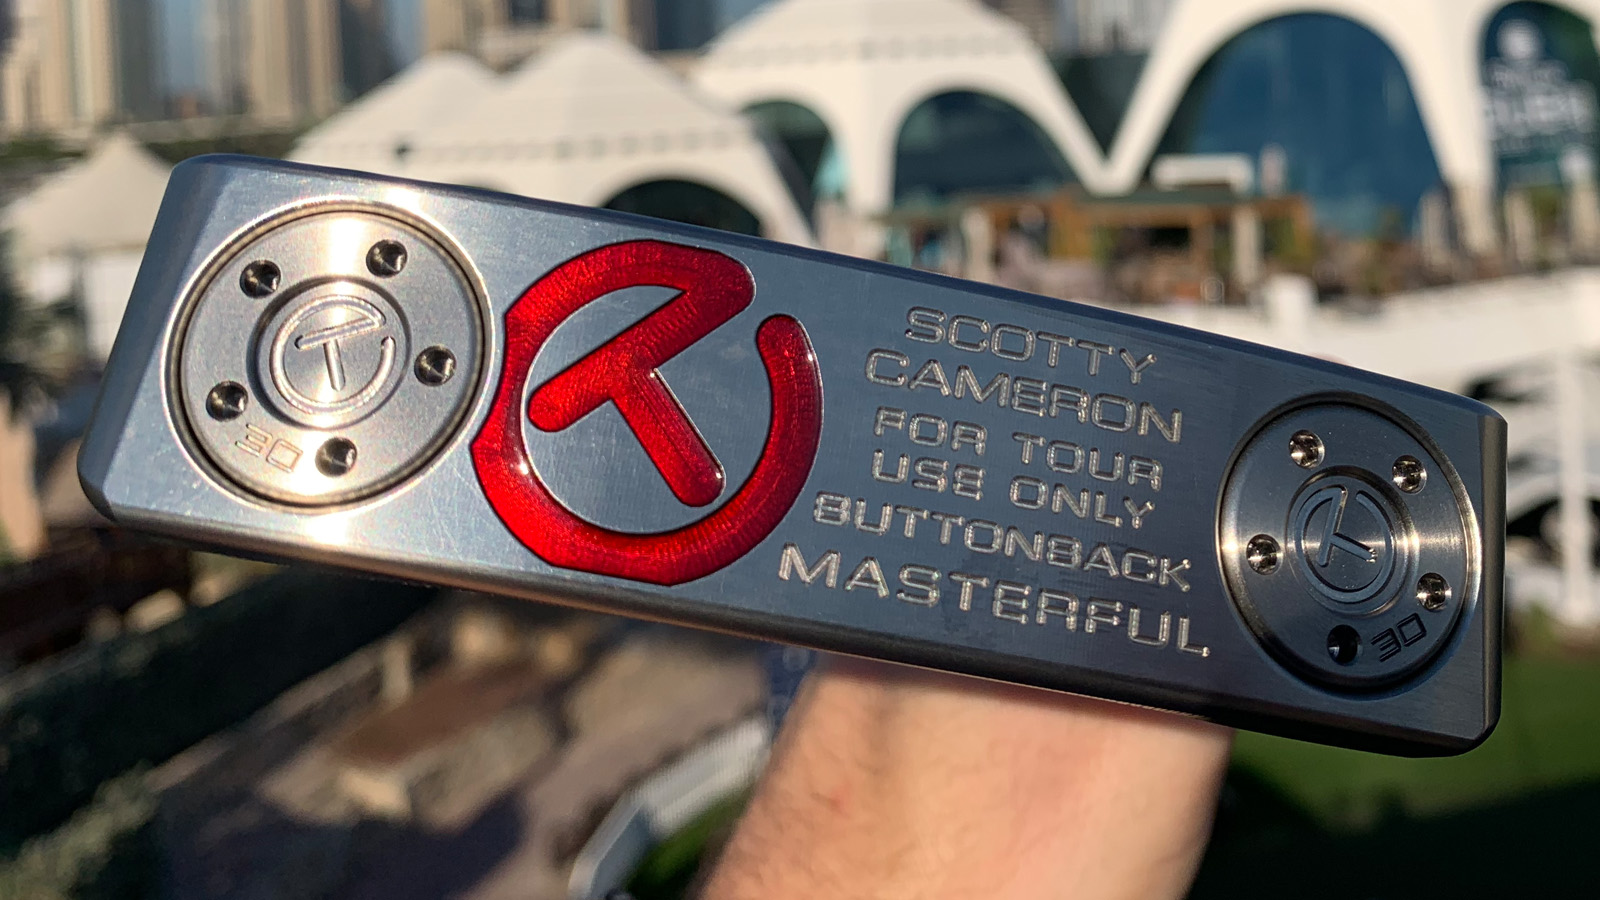 30
SCOTTY
CAMERON
FOR TOUR
USE ONLY
BUTTONBACK
MASTERFUL
30